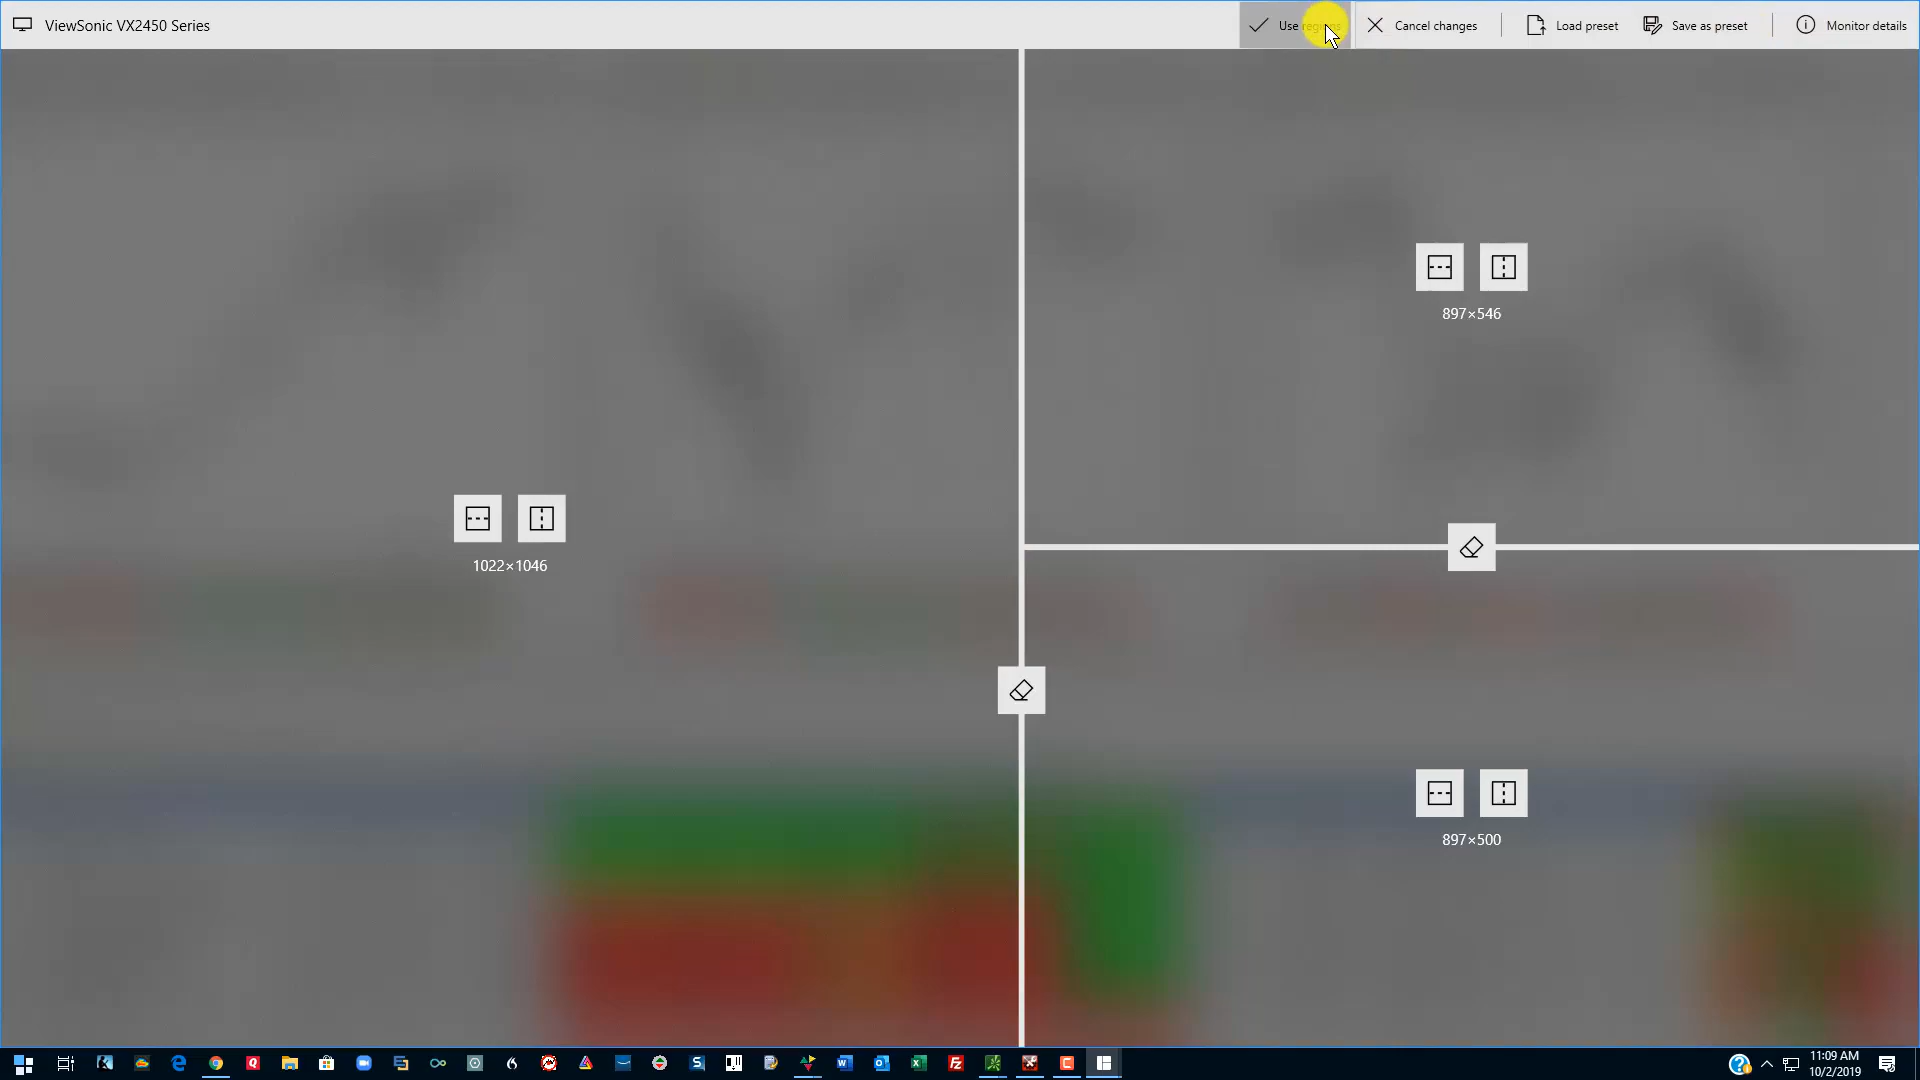 ViewSonic VX2450 Series
Use regions
Cancel changes
Load preset
Save as preset
Monitor details
897×546
1022×1046
897×500
11:09 AM
10/2/2019